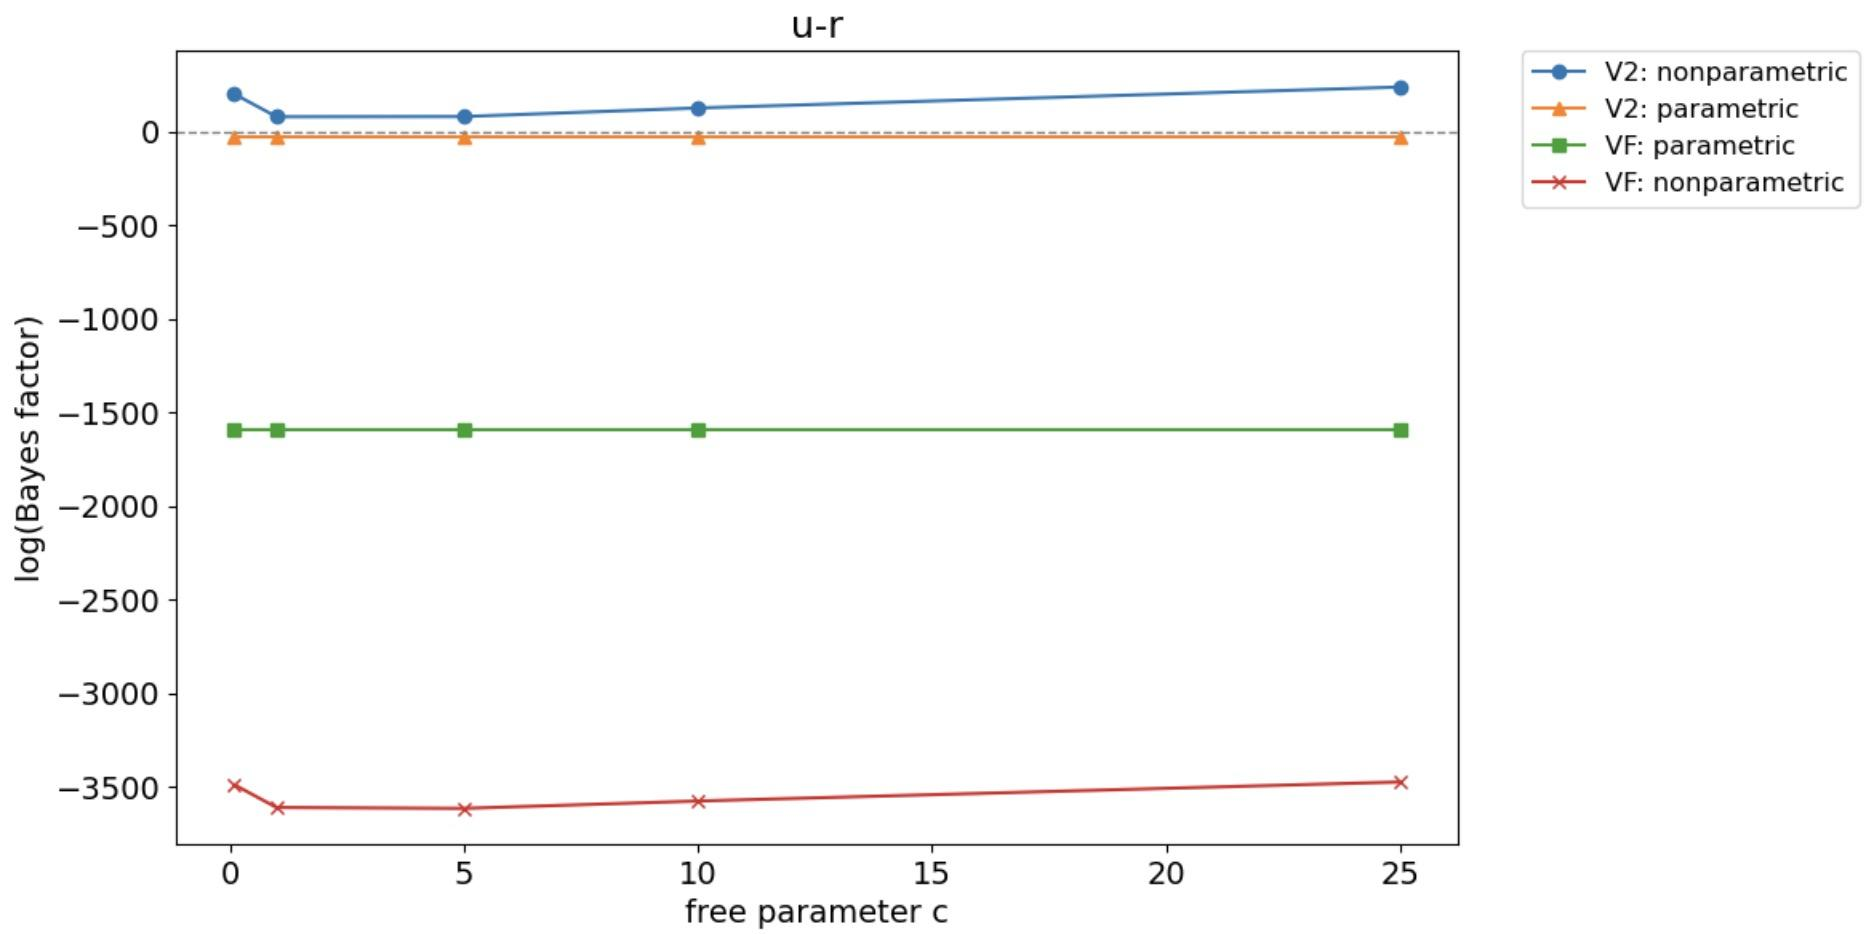 u-r
V2: nonparametric
V2: parametric
VF: parametric
VF: nonparametric
0
−500
−1000
−1500
−2000
−2500
−3000
−3500
log(Bayes factor)
0 5 10 15 20 25
free parameter c